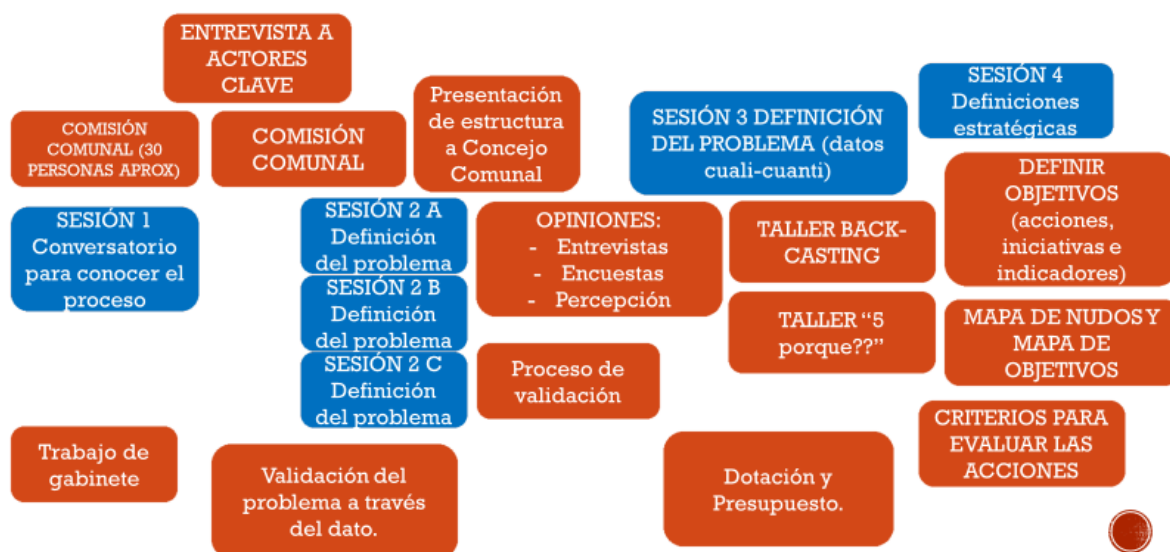 ENTREVISTA A
ACTORES
CLAVE
COMISIÓN
COMUNAL (30
PERSONAS APROX)
COMISIÓN
COMUNAL
Presentación
de estructura
a Concejo
Comunal
SESIÓN 3 DEFINICIÓN
DEL PROBLEMA (datos
cuali-cuanti)
SESIÓN 4
Definiciones
estratégicas
SESIÓN 1
Conversatorio
para conocer el
proceso
SESIÓN 2 A
Definición
del problema
SESIÓN 2 B
Definición
del problema
SESIÓN 2 C
Definición
del problema
OPINIONES:
- Entrevistas
- Encuestas
- Percepción
Proceso de
validación
TALLER BACK-
CASTING
TALLER “5
porque??”
DEFINIR
OBJETIVOS
(acciones,
iniciativas e
indicadores)
MAPA DE NUDOS Y
MAPA DE
OBJETIVOS
CRITERIOS PARA
EVALUAR LAS
ACCIONES
Trabajo de
gabinete
Validación del
problema a través
del dato.
Dotación y
Presupuesto.